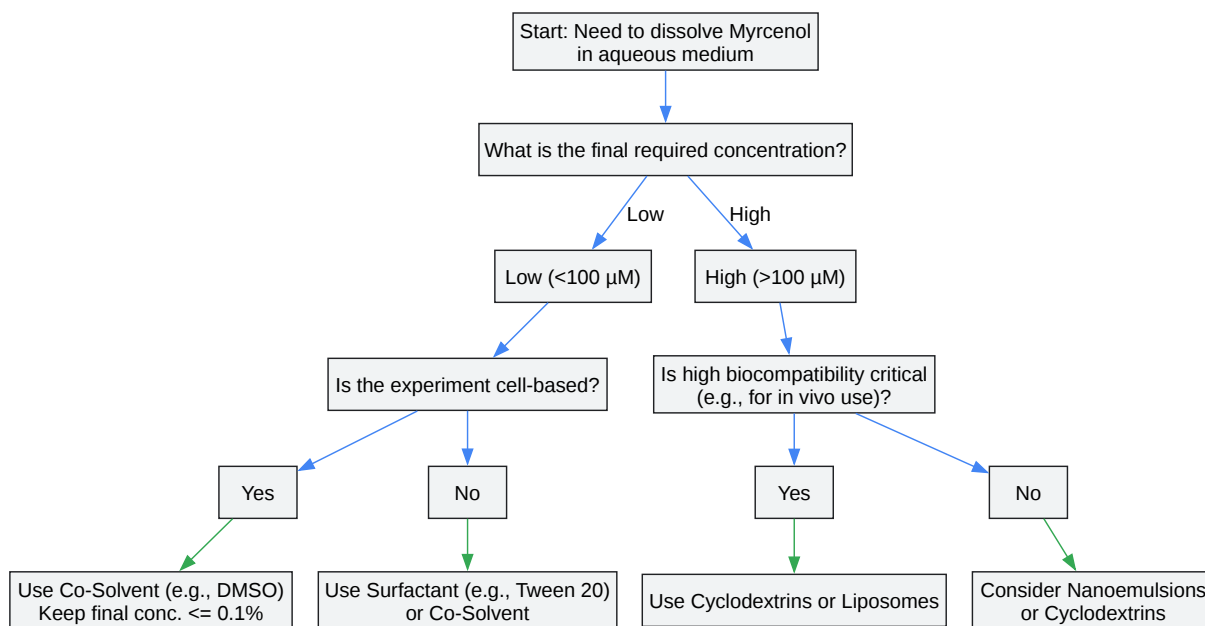 Start: Need to dissolve Myrcenol
in aqueous medium
What is the final required concentration?
Low
High
Low (<100 µM)
High (>100 µM)
Is the experiment cell-based?
Is high biocompatibility critical
(e.g., for in vivo use)?
Yes
No
Yes
No
Use Co-Solvent (e.g., DMSO)
Keep final conc. <= 0.1%
Use Surfactant (e.g., Tween 20)
or Co-Solvent
Use Cyclodextrins or Liposomes
Consider Nanoemulsions
or Cyclodextrins